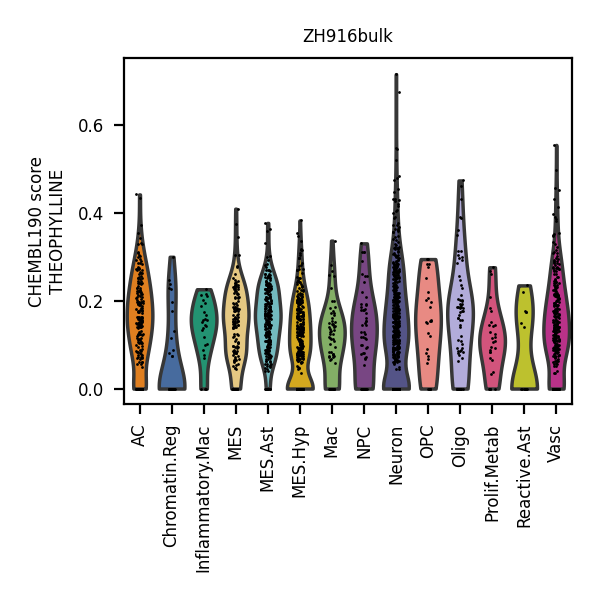 ZH916bulk
CHEMBL190 score
THEOPHYLLINE
0.6
0.4
0.2
0.0
AC
Chromatin.Reg
Inflammatory.Mac
MES
MES.Ast
MES.Hyp
Mac
NPC
Neuron
OPC
Oligo
Prolif.Metab
Reactive.Ast
Vasc